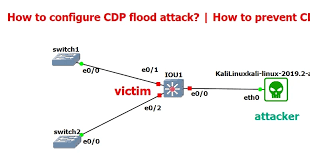 How to configure CDP flood attack? | How to prevent C
switch1
e0/0
e0/1
IOU1
victim
e0/0
KaliLinuxkali-linux-2019.2-a
eth0
attacker
e0/2
switch2
e0/0